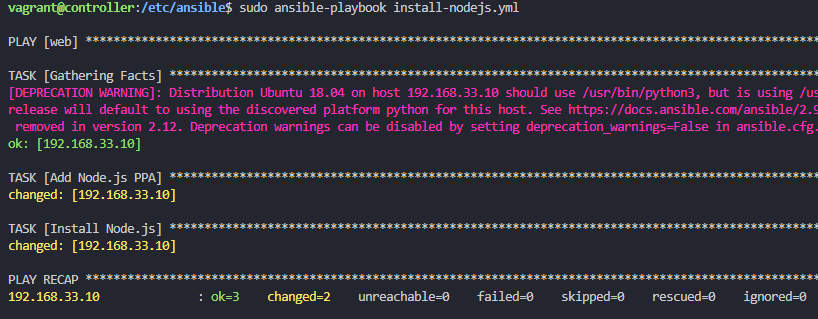 vagrant@controller:/etc/ansible$ sudo ansible-playbook install-nodejs.yml
PLAY [web] *********************************************************************************************************
TASK [Gathering Facts] *********************************************************************************************
[DEPRECATION WARNING]: Distribution Ubuntu 18.04 on host 192.168.33.10 should use /usr/bin/python3, but is using /us
release will default to using the discovered platform python for this host. See https://docs.ansible.com/ansible/2.9
removed in version 2.12. Deprecation warnings can be disabled by setting deprecation_warnings=False in ansible.cfg.
ok: [192.168.33.10]
TASK [Add Node.js PPA] *********************************************************************************************
changed: [192.168.33.10]
TASK [Install Node.js] *********************************************************************************************
changed: [192.168.33.10]
PLAY RECAP *********************************************************************************************************
192.168.33.10 : ok=3 changed=2 unreachable=0 failed=0 skipped=0 rescued=0 ignored=0